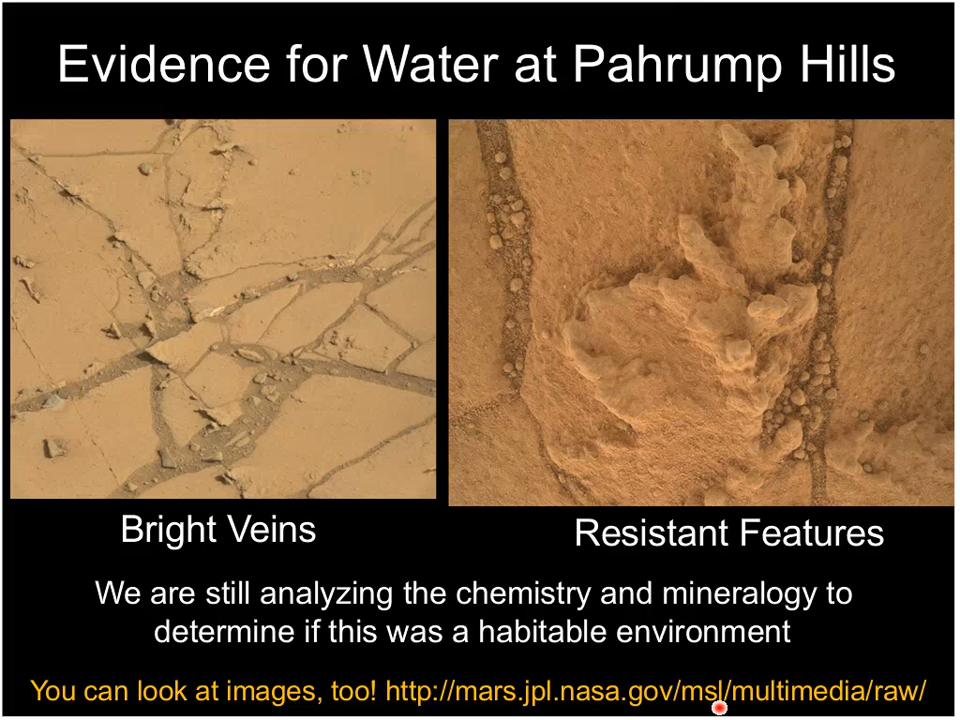 Evidence for Water at Pahrump Hills
Bright Veins
Resistant Features
We are still analyzing the chemistry and mineralogy to
determine if this was a habitable environment
You can look at images, too! http://mars.jpl.nasa.gov/msl/multimedia/raw/